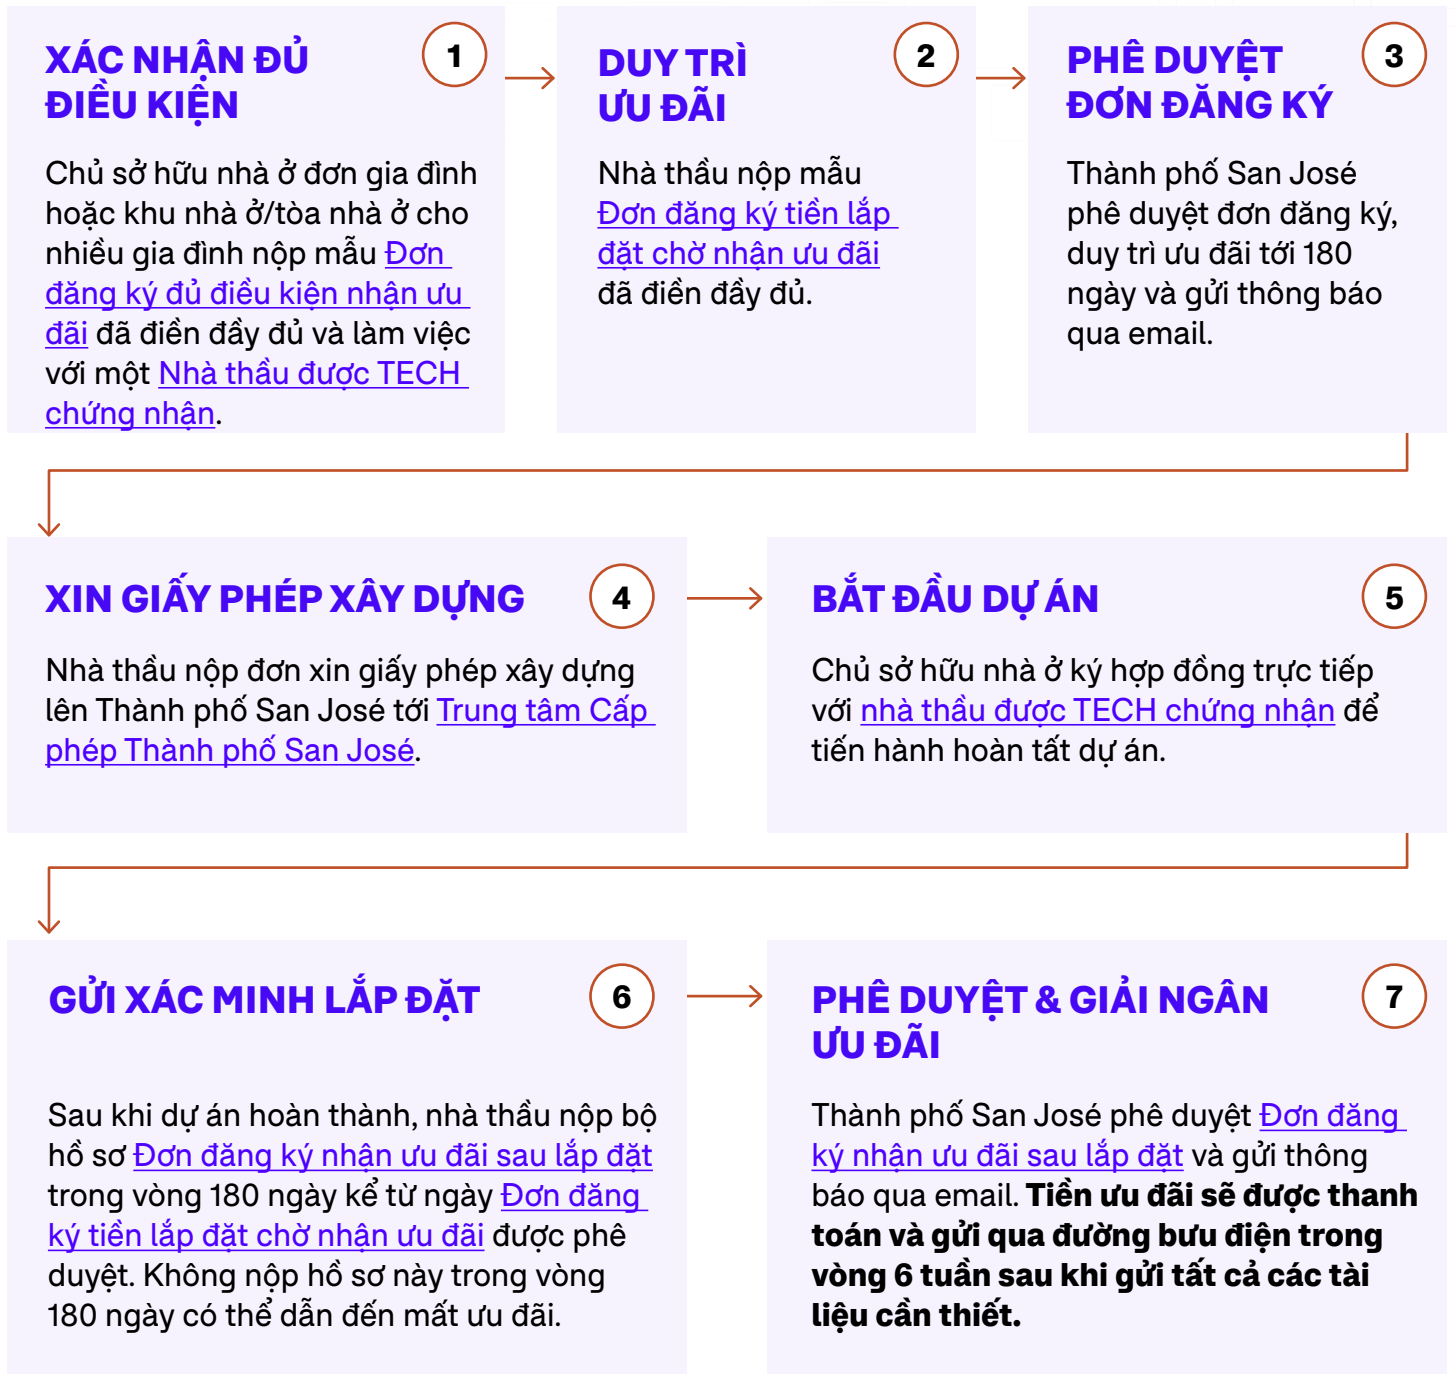 XÁC NHẬN ĐỦ
ĐIỀU KIỆN
1
Chủ sở hữu nhà ở đơn gia đình
hoặc khu nhà ở/tòa nhà ở cho
nhiều gia đình nộp mẫu Đơn
đăng ký đủ điều kiện nhận ưu
đãi đã điền đầy đủ và làm việc
với một Nhà thầu được TECH
chứng nhận.
DUY TRÌ
ƯU ĐÃI
2
Nhà thầu nộp mẫu
Đơn đăng ký tiền lắp
đặt chờ nhận ưu đãi
đã điền đầy đủ.
PHÊ DUYỆT
ĐƠN ĐĂNG KÝ
3
Thành phố San José
phê duyệt đơn đăng ký,
duy trì ưu đãi tới 180
ngày và gửi thông báo
qua email.
XIN GIẤY PHÉP XÂY DỰNG
4
Nhà thầu nộp đơn xin giấy phép xây dựng
lên Thành phố San José tới Trung tâm Cấp
phép Thành phố San José.
BẮT ĐẦU DỰ ÁN
5
Chủ sở hữu nhà ở ký hợp đồng trực tiếp
với nhà thầu được TECH chứng nhận để
tiến hành hoàn tất dự án.
GỬI XÁC MINH LẮP ĐẶT
6
Sau khi dự án hoàn thành, nhà thầu nộp bộ
hồ sơ Đơn đăng ký nhận ưu đãi sau lắp đặt
trong vòng 180 ngày kể từ ngày Đơn đăng
ký tiền lắp đặt chờ nhận ưu đãi được phê
duyệt. Không nộp hồ sơ này trong vòng
180 ngày có thể dẫn đến mất ưu đãi.
PHÊ DUYỆT & GIẢI NGÂN
ƯU ĐÃI
7
Thành phố San José phê duyệt Đơn đăng
ký nhận ưu đãi sau lắp đặt và gửi thông
báo qua email. Tiền ưu đãi sẽ được thanh
toán và gửi qua đường bưu điện trong
vòng 6 tuần sau khi gửi tất cả các tài
liệu cần thiết.